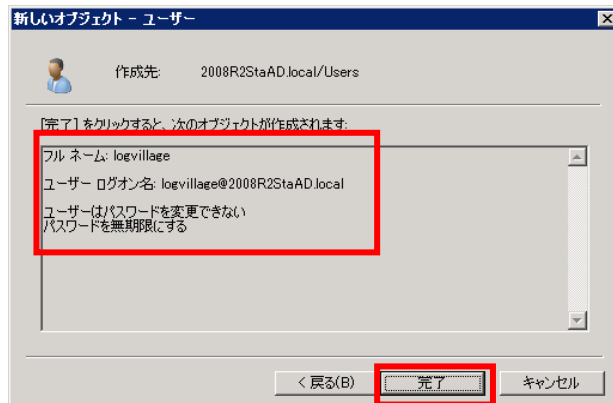 新しいオブジェクト - ユーザー
作成先: 2008R2StaAD.local/Users
[完了] をクリックすると、次のオブジェクトが作成されます:
フル ネーム: logvillage
ユーザー ログオン名: logvillage@2008R2StaAD.local
ユーザーはパスワードを変更できない
パスワードを無期限にする
< 戻る(B)
完了
キャンセル